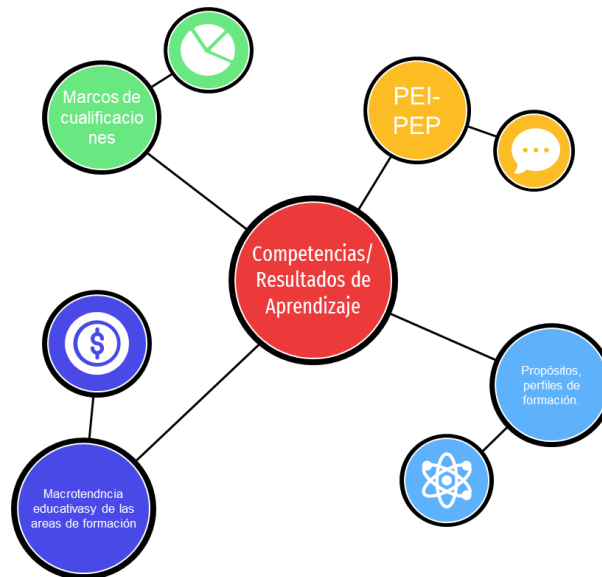 Marcos de
cualificacio
nes
PEI-
PEP
Competencias/
Resultados de
Aprendizaje
Propósitos,
perfiles de
formación.
Macrotendncia
educativasy de las
areas de formación